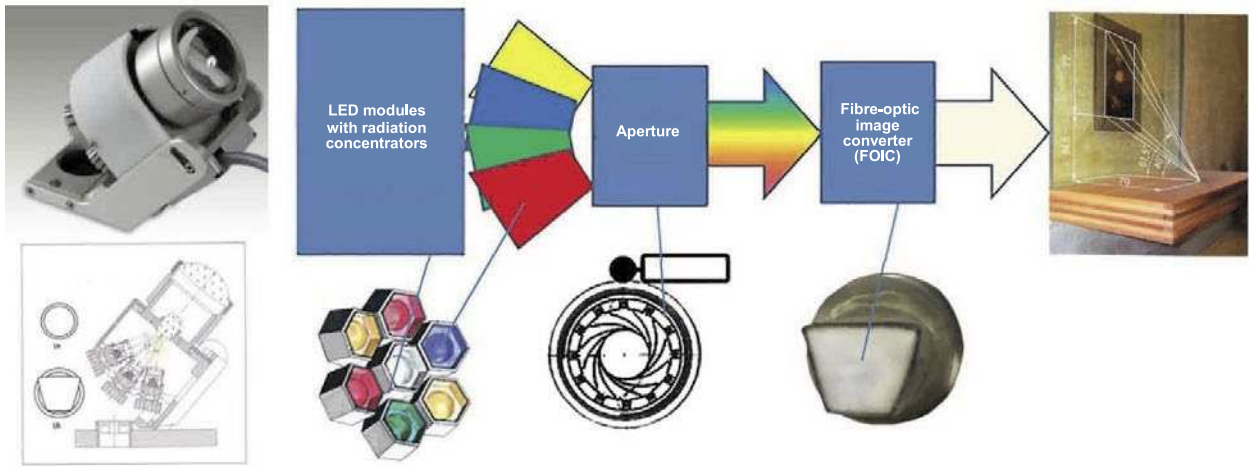 LED modules
with radiation
concentrators
Aperture
Fibre-optic
image
converter
(FOIC)